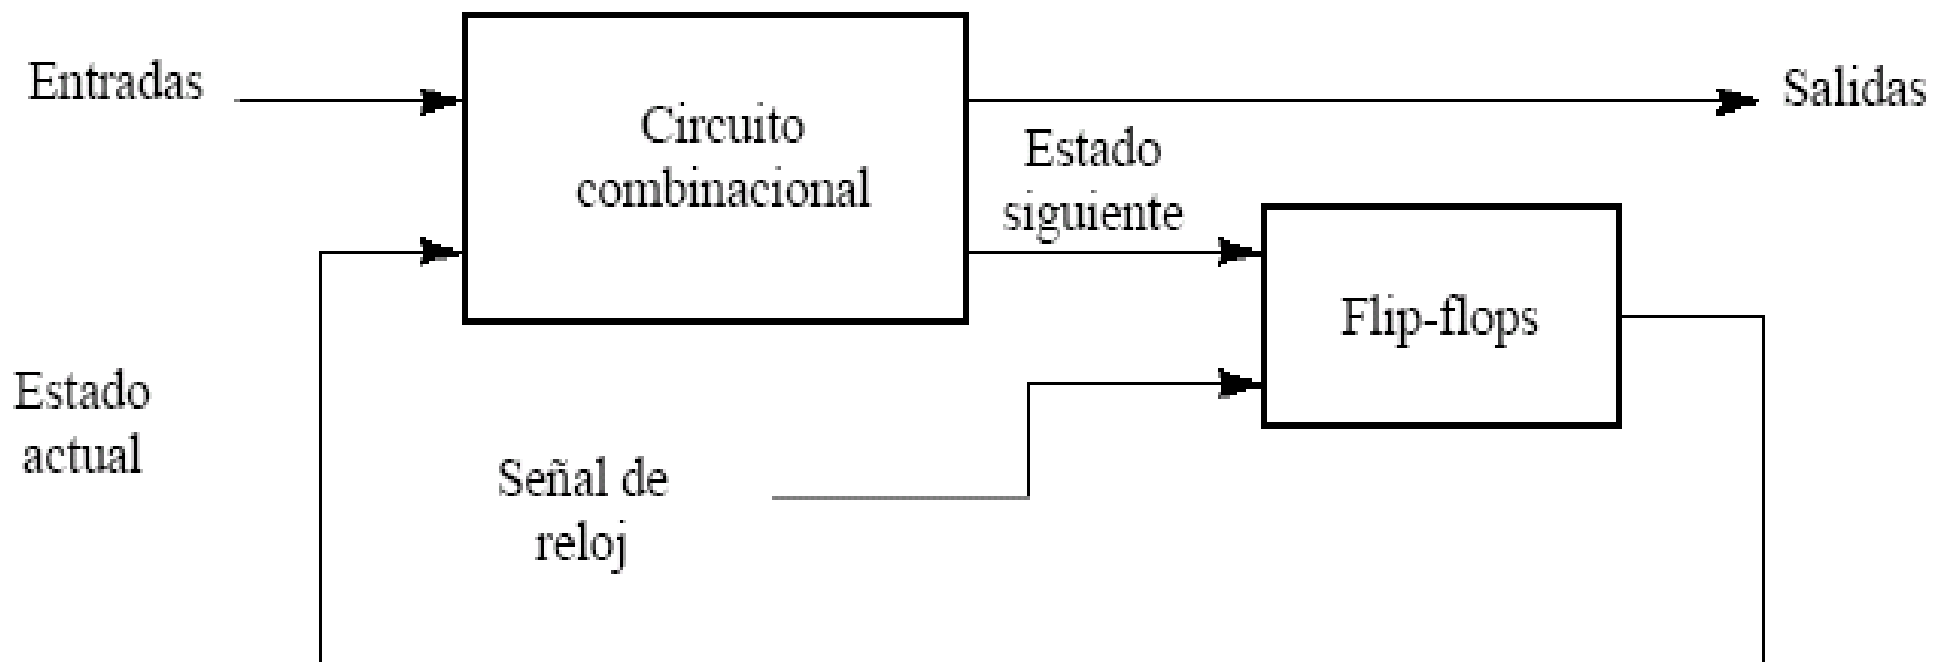 Entradas
Circuito
combinacional
Salidas
Estado
siguiente
Flip-flops
Estado
actual
Señal de
reloj